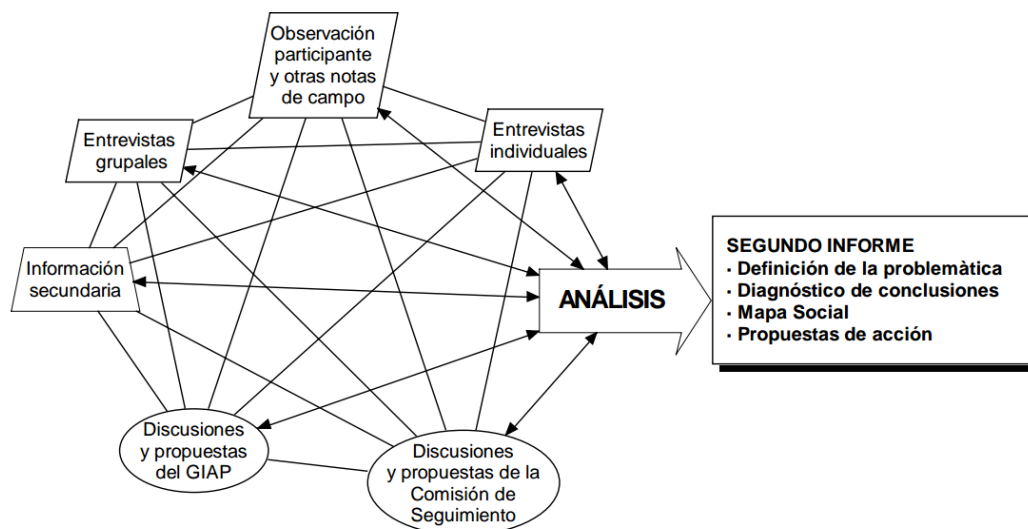 Observación
participante
y otras notas
de campo
Entrevistas
grupales
Entrevistas
individuales
Información
secundaria
ANÁLISIS
SEGUNDO INFORME
· Definición de la problemàtica
· Diagnóstico de conclusiones
· Mapa Social
· Propuestas de acción
Discusiones
y propuestas
del GIAP
Discusiones
y propuestas de la
Comisión de
Seguimiento